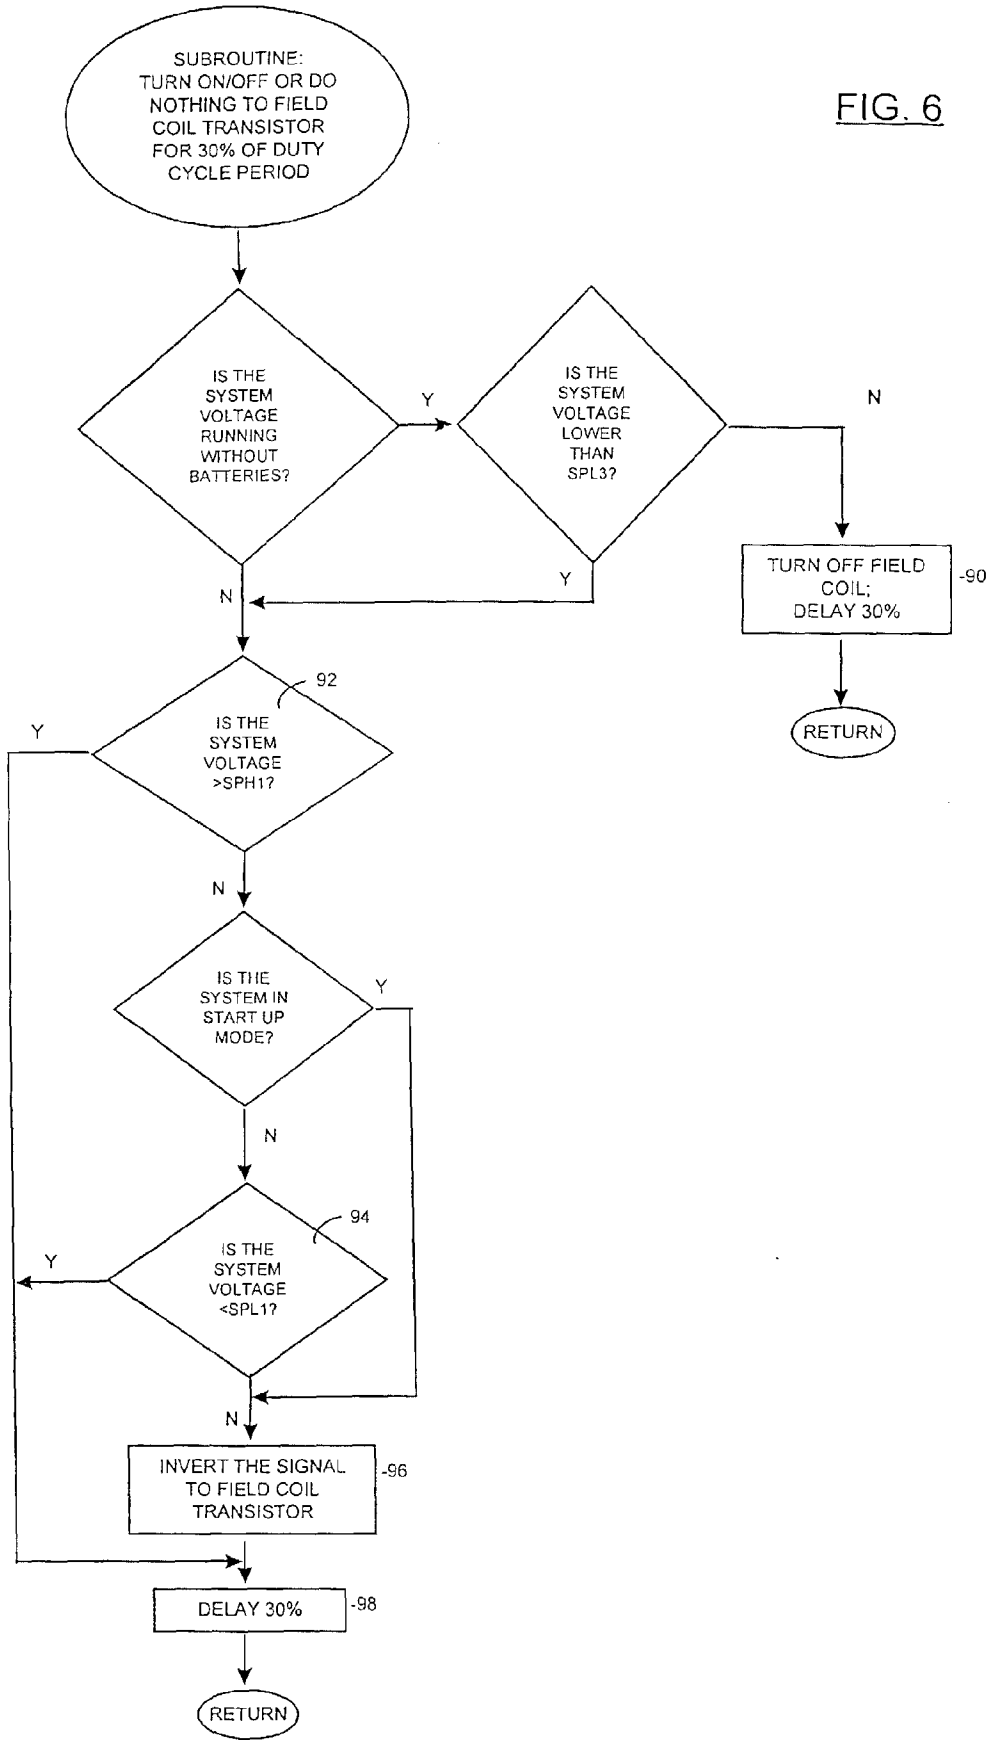 SUBROUTINE:
TURN ON/OFF OR DO
NOTHING TO FIELD
COIL TRANSISTOR
FOR 30% OF DUTY
CYCLE PERIOD
FIG. 6
IS THE
SYSTEM
VOLTAGE
RUNNING
WITHOUT
BATTERIES?
Y
IS THE
SYSTEM
VOLTAGE
LOWER
THAN
SPL3?
N
TURN OFF FIELD
COIL;
DELAY 30%
-90
RETURN
Y
N
92
IS THE
SYSTEM
VOLTAGE
>SPH1?
Y
N
IS THE
SYSTEM IN
START UP
MODE?
Y
N
94
IS THE
SYSTEM
VOLTAGE
<SPL1?
Y
N
INVERT THE SIGNAL
TO FIELD COIL
TRANSISTOR
-96
DELAY 30%
-98
RETURN